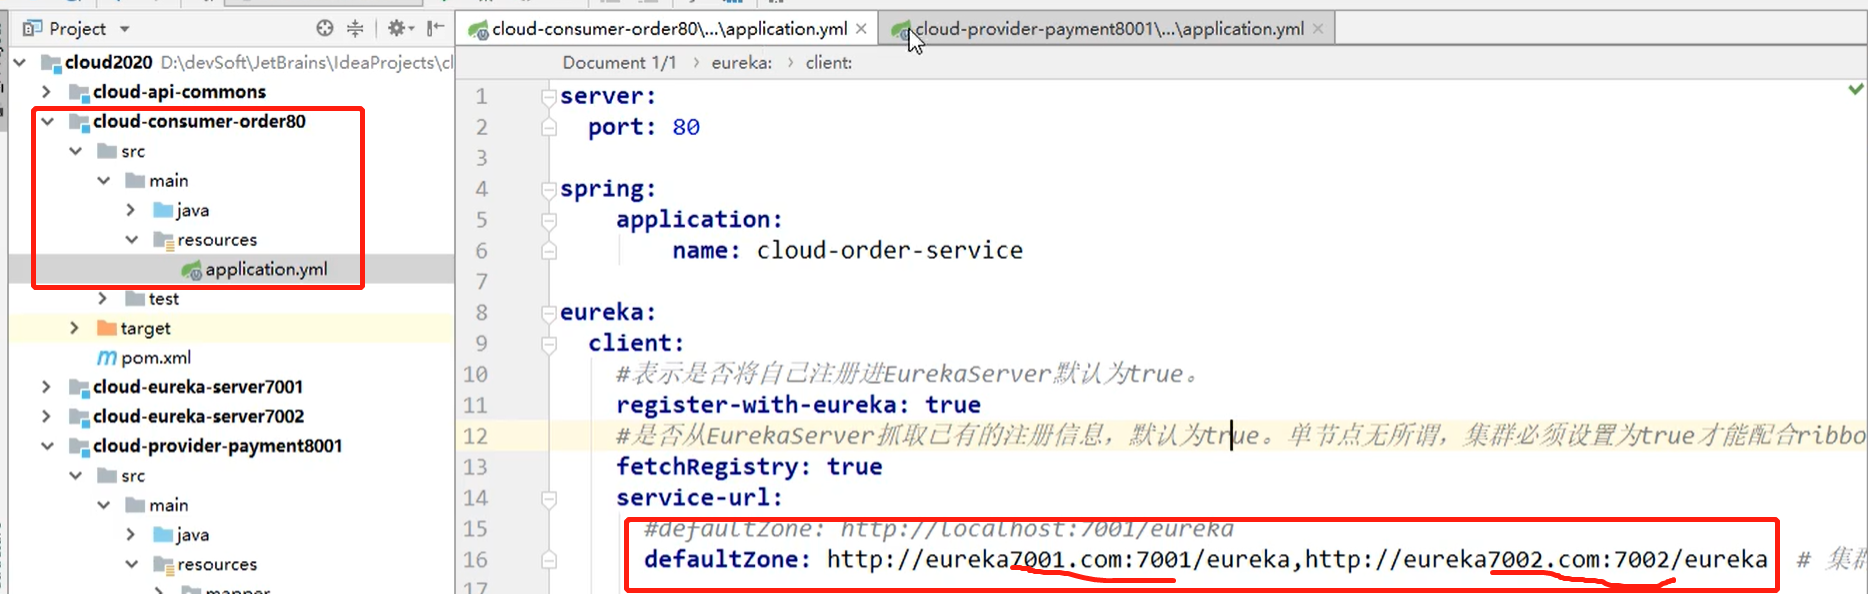 Project
cloud2020 D:\devSoft\JetBrains\IdeaProjects\cl
cloud-api-commons
cloud-consumer-order80
src
main
java
resources
application.yml
test
target
pom.xml
cloud-eureka-server7001
cloud-eureka-server7002
cloud-provider-payment8001
src
main
java
resources
mapper
cloud-consumer-order80\...\application.yml
cloud-provider-payment8001\...\application.yml
Document 1/1 › eureka: › client:
1 server:
2 port: 80
3
4 spring:
5 application:
6 name: cloud-order-service
7
8 eureka:
9 client:
10 #表示是否将自己注册进EurekaServer默认为true。
11 register-with-eureka: true
12 #是否从EurekaServer抓取已有的注册信息，默认为true。单节点无所谓，集群必须设置为true才能配合ribbo
13 fetchRegistry: true
14 service-url:
15 #defaultZone: http://localhost:7001/eureka
16 defaultZone: http://eureka7001.com:7001/eureka,http://eureka7002.com:7002/eureka # 集群
17